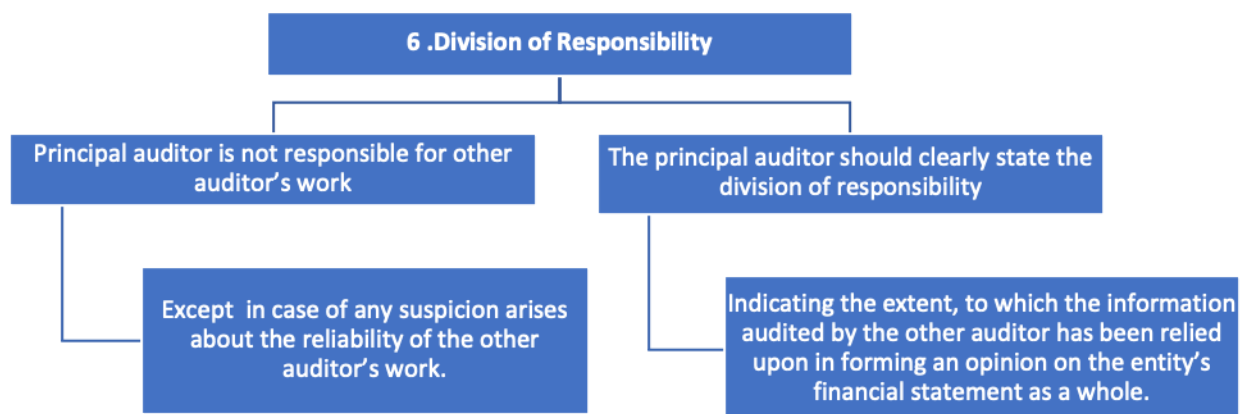 6 .Division of Responsibility
Principal auditor is not responsible for other
auditor's work
The principal auditor should clearly state the
division of responsibility
Except  in case of any suspicion arises
about the reliability of the other
auditor's work.
Indicating the extent, to which the information
audited by the other auditor has been relied
upon in forming an opinion on the entity's
financial statement as a whole.